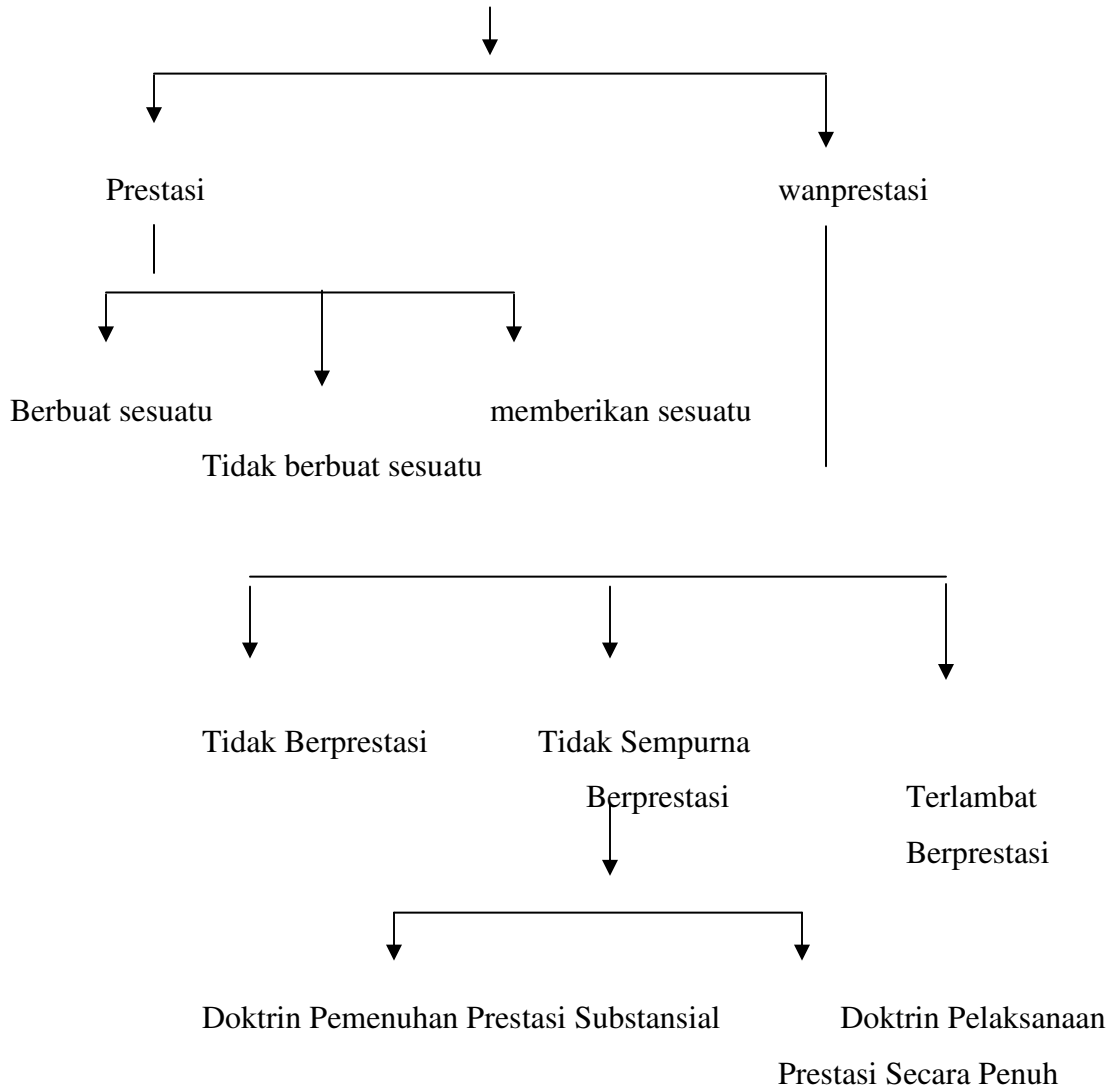 Prestasi
wanprestasi
Berbuat sesuatu
memberikan sesuatu
Tidak berbuat sesuatu
Tidak Berprestasi
Tidak Sempurna
Berprestasi
Terlambat
Berprestasi
Doktrin Pemenuhan Prestasi Substansial
Doktrin Pelaksanaan
Prestasi Secara Penuh